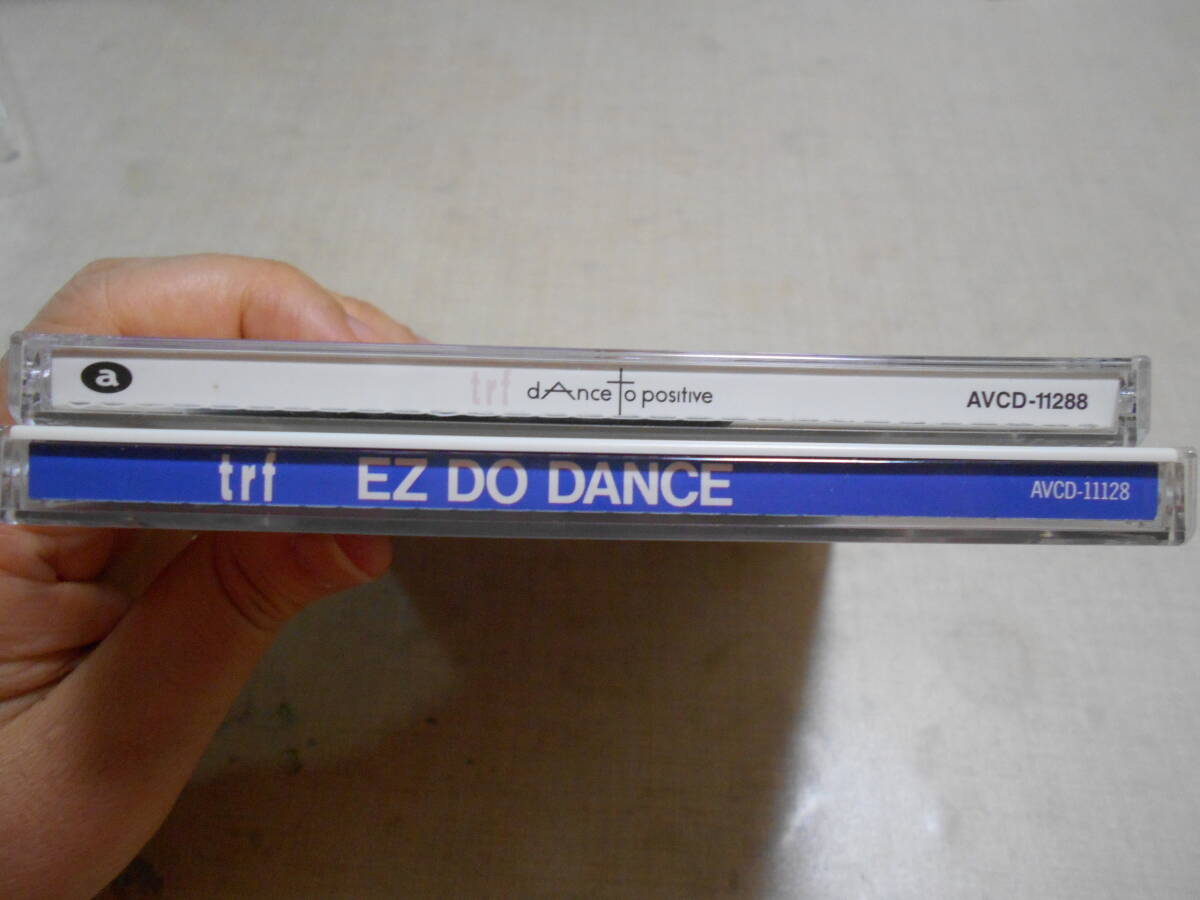 a trf dAnce To positive AVCD-11288
trf EZ DO DANCE AVCD-11128